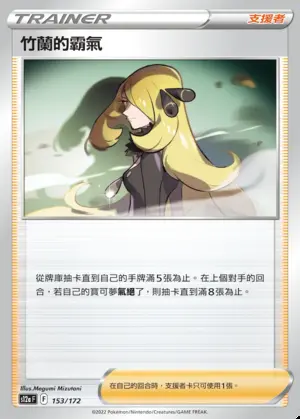 TRAINER
支援者
竹蘭的霸氣
從牌庫抽卡直到自己的手牌滿5張為止。在上個對手的回
合,若自己的寶可夢氣絕了,則抽卡直到滿8張為止。
Illus.Megumi Mizutani
在自己的回合時,支援者卡只可使用1張。
s12a F F 153/172
©2022 Pokémon/Nintendo/Creatures/GAME FREAK.